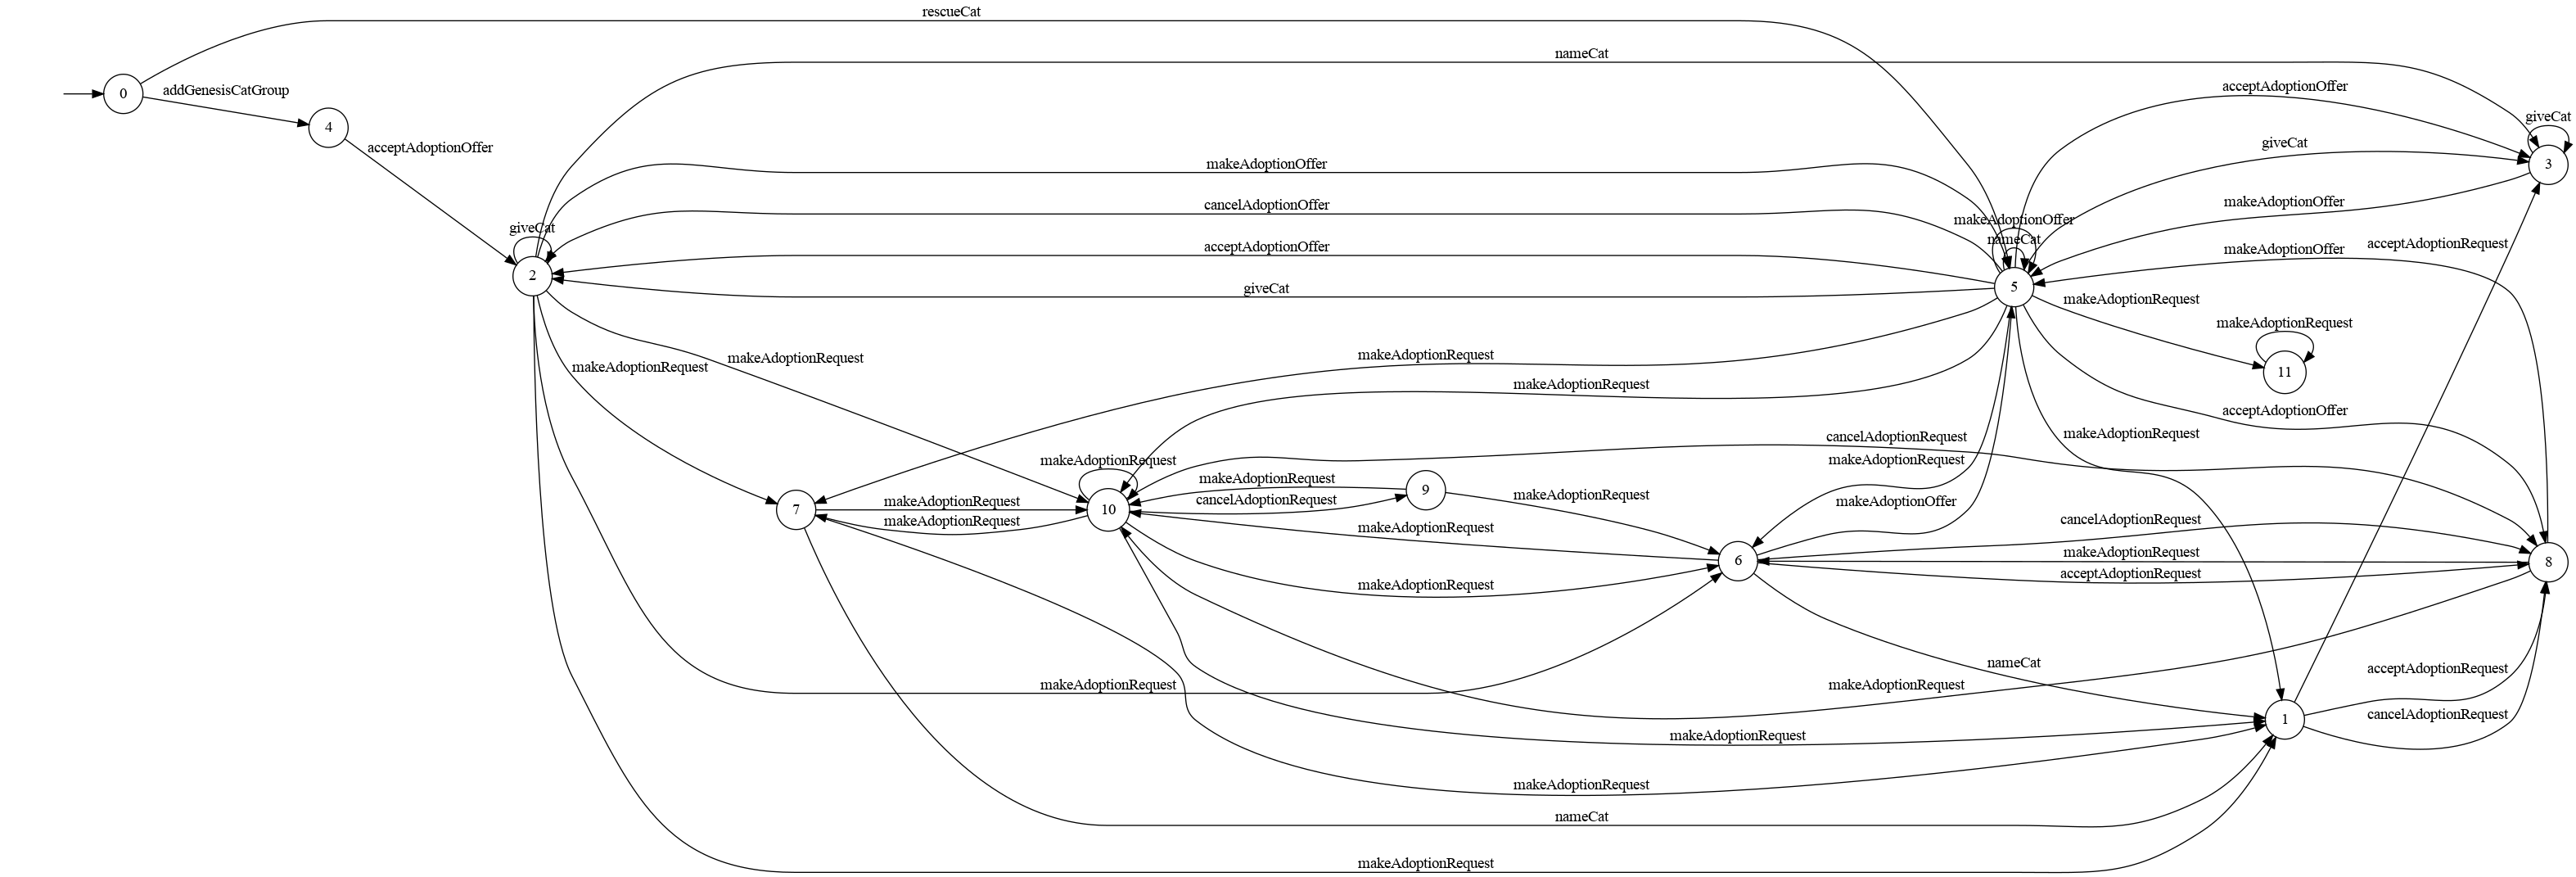 rescueCat
nameCat
0
addGenesisCatGroup
acceptAdoptionOffer
giveCat
4
acceptAdoptionOffer
giveCat
3
makeAdoptionOffer
makeAdoptionOffer
cancelAdoptionOffer
giveCat
makeAdoptionOffer
nameCat
acceptAdoptionRequest
acceptAdoptionOffer
makeAdoptionOffer
2
5
giveCat
makeAdoptionRequest
makeAdoptionRequest
makeAdoptionRequest
makeAdoptionRequest
makeAdoptionRequest
11
makeAdoptionRequest
acceptAdoptionOffer
cancelAdoptionRequest
makeAdoptionRequest
makeAdoptionRequest
makeAdoptionRequest
makeAdoptionRequest
9
makeAdoptionRequest
cancelAdoptionRequest
makeAdoptionOffer
7
makeAdoptionRequest
10
makeAdoptionRequest
makeAdoptionRequest
cancelAdoptionRequest
makeAdoptionRequest
6
makeAdoptionRequest
8
acceptAdoptionRequest
makeAdoptionRequest
nameCat
acceptAdoptionRequest
makeAdoptionRequest
makeAdoptionRequest
cancelAdoptionRequest
1
makeAdoptionRequest
makeAdoptionRequest
nameCat
makeAdoptionRequest